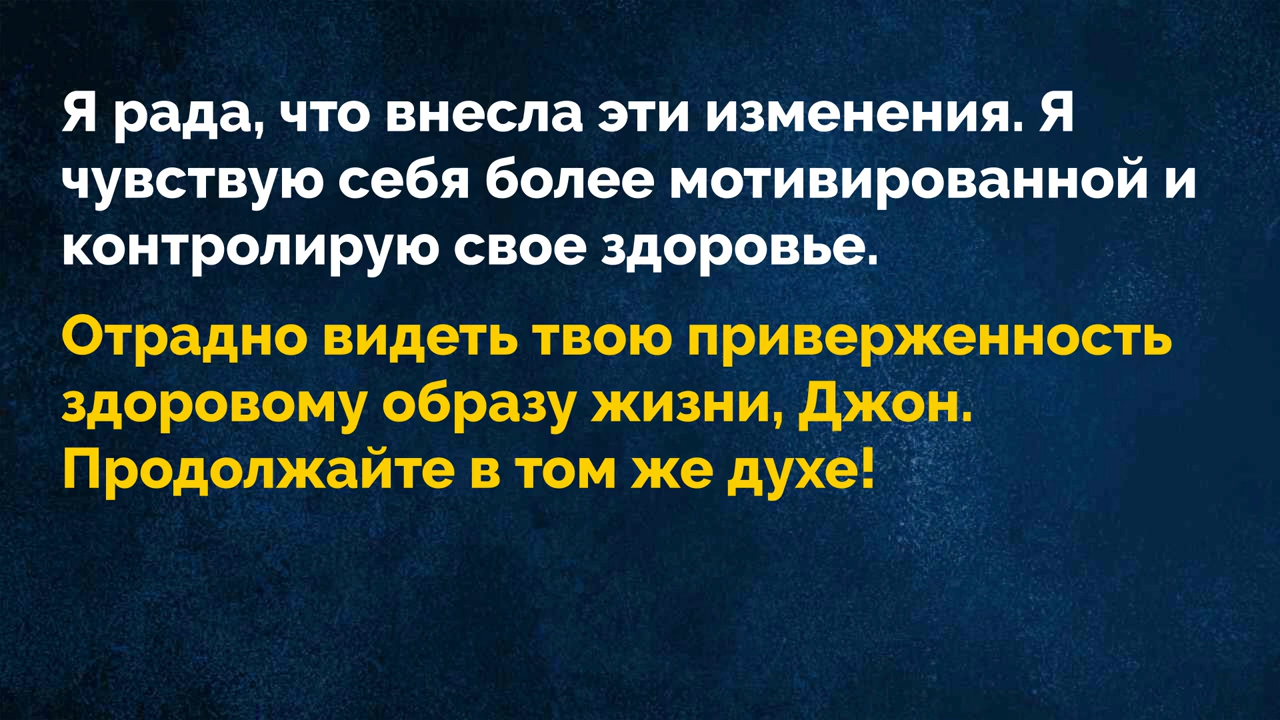 Я рада, что внесла эти изменения. Я
чувствую себя более мотивированной и
контролирую свое здоровье.
Отрадно видеть твою приверженность
здоровому образу жизни, Джон.
Продолжайте в том же духе!